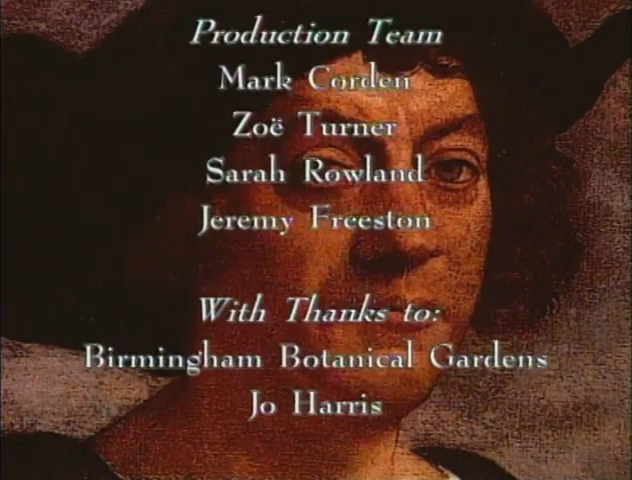 Production Team
Mark Corden
Zoë Turner
Sarah Rowland
Jeremy Freeston
With Thanks to:
Birmingham Botanical Gardens
Jo Harris